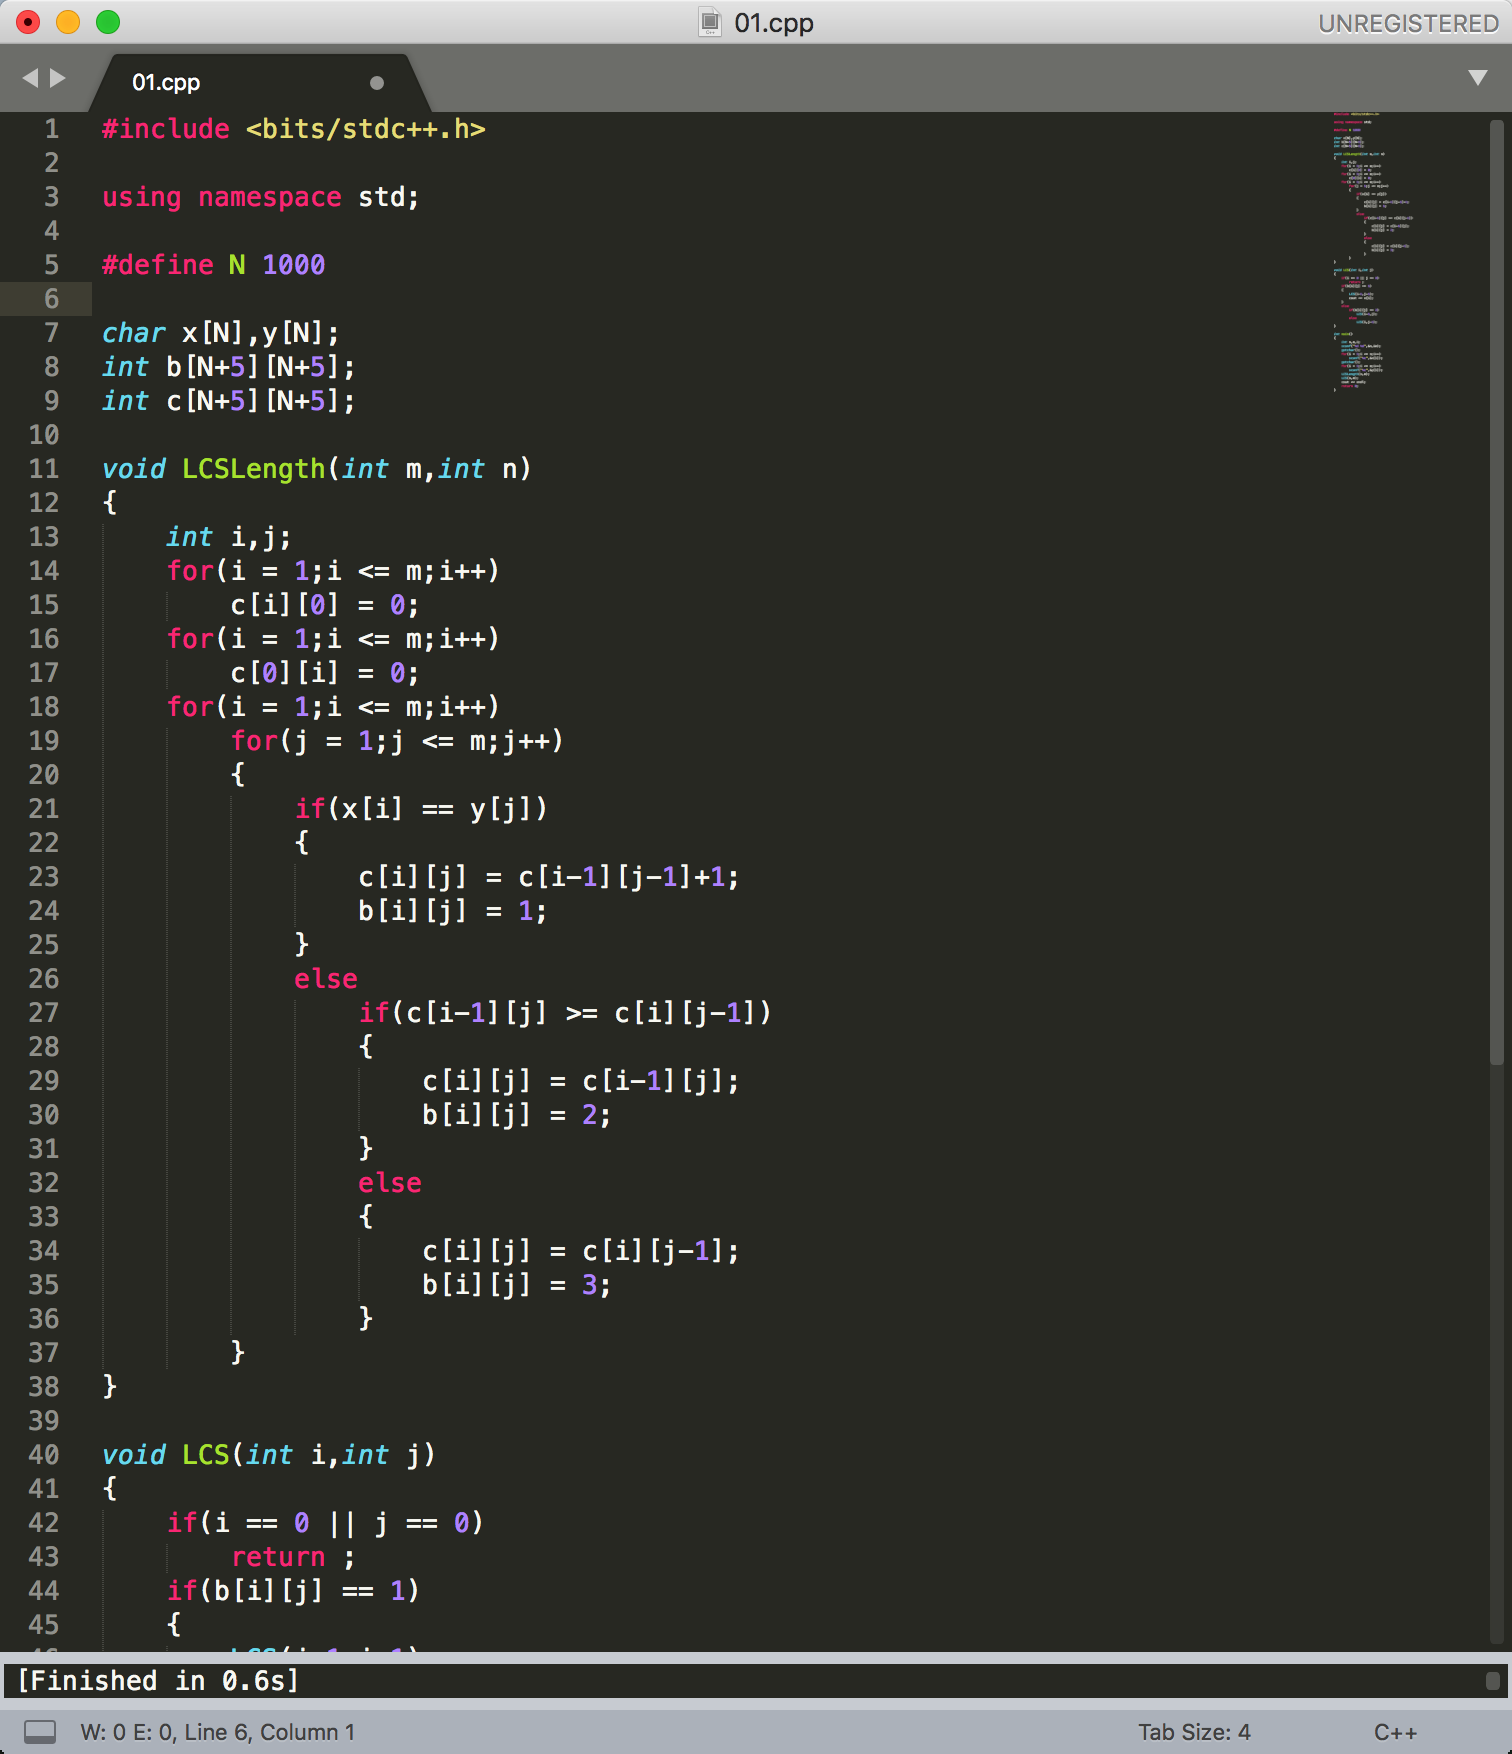 01.cpp
UNREGISTERED
01.cpp
1 #include <bits/stdc++.h>
2
3 using namespace std;
4
5 #define N 1000
6
7 char x[N],y[N];
8 int b[N+5][N+5];
9 int c[N+5][N+5];
10
11 void LCSLength(int m,int n)
12 {
13     int i,j;
14     for(i = 1;i <= m;i++)
15         c[i][0] = 0;
16     for(i = 1;i <= m;i++)
17         c[0][i] = 0;
18     for(i = 1;i <= m;i++)
19         for(j = 1;j <= m;j++)
20         {
21             if(x[i] == y[j])
22             {
23                 c[i][j] = c[i-1][j-1]+1;
24                 b[i][j] = 1;
25             }
26             else
27                 if(c[i-1][j] >= c[i][j-1])
28                 {
29                     c[i][j] = c[i-1][j];
30                     b[i][j] = 2;
31                 }
32                 else
33                 {
34                     c[i][j] = c[i][j-1];
35                     b[i][j] = 3;
36                 }
37         }
38 }
39
40 void LCS(int i,int j)
41 {
42     if(i == 0 || j == 0)
43         return ;
44     if(b[i][j] == 1)
45     {
[Finished in 0.6s]
W: 0 E: 0, Line 6, Column 1
Tab Size: 4
C++